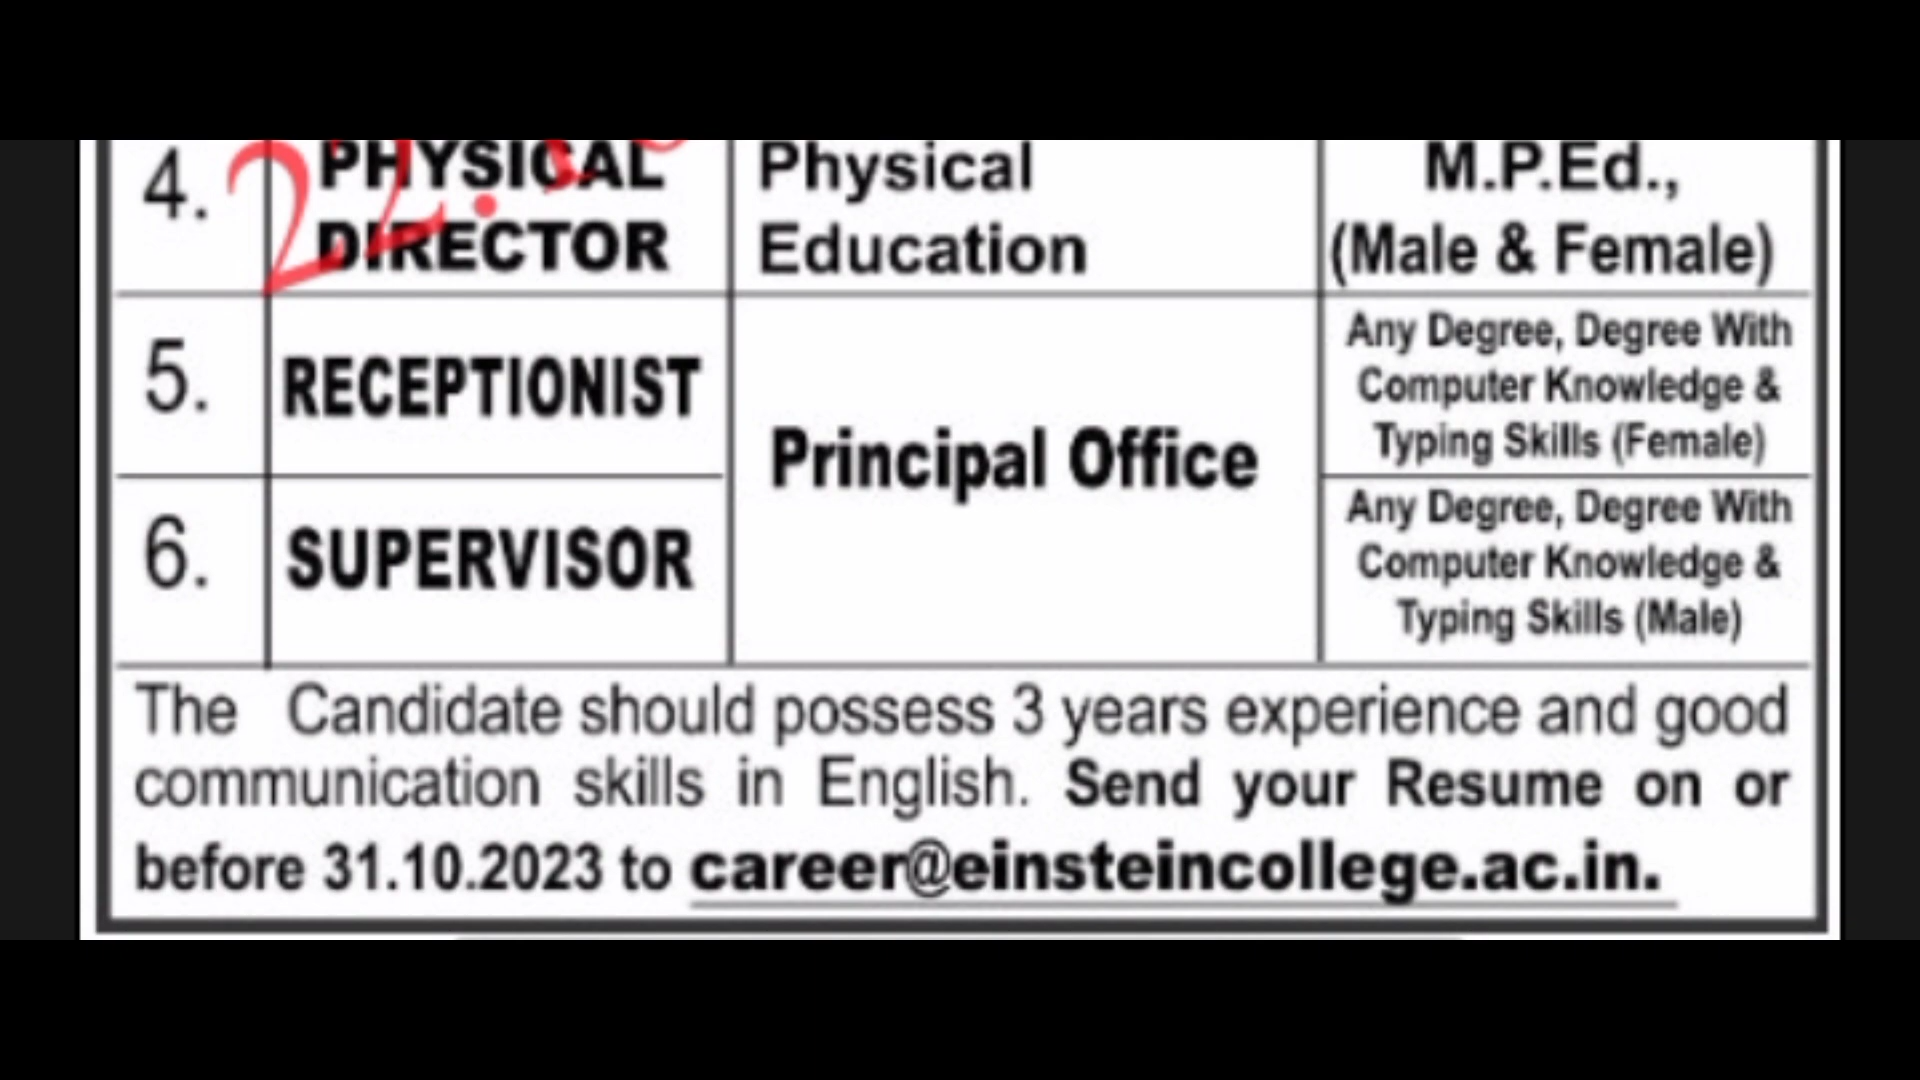 4.
PHYSICAL
DIRECTOR
Physical
Education
M.P.Ed.,
(Male & Female)
22.
5.
RECEPTIONIST
Principal Office
Any Degree, Degree With
Computer Knowledge &
Typing Skills (Female)
6.
SUPERVISOR
Any Degree, Degree With
Computer Knowledge &
Typing Skills (Male)
The Candidate should possess 3 years experience and good
communication skills in English. Send your Resume on or
before 31.10.2023 to career@einsteincollege.ac.in.